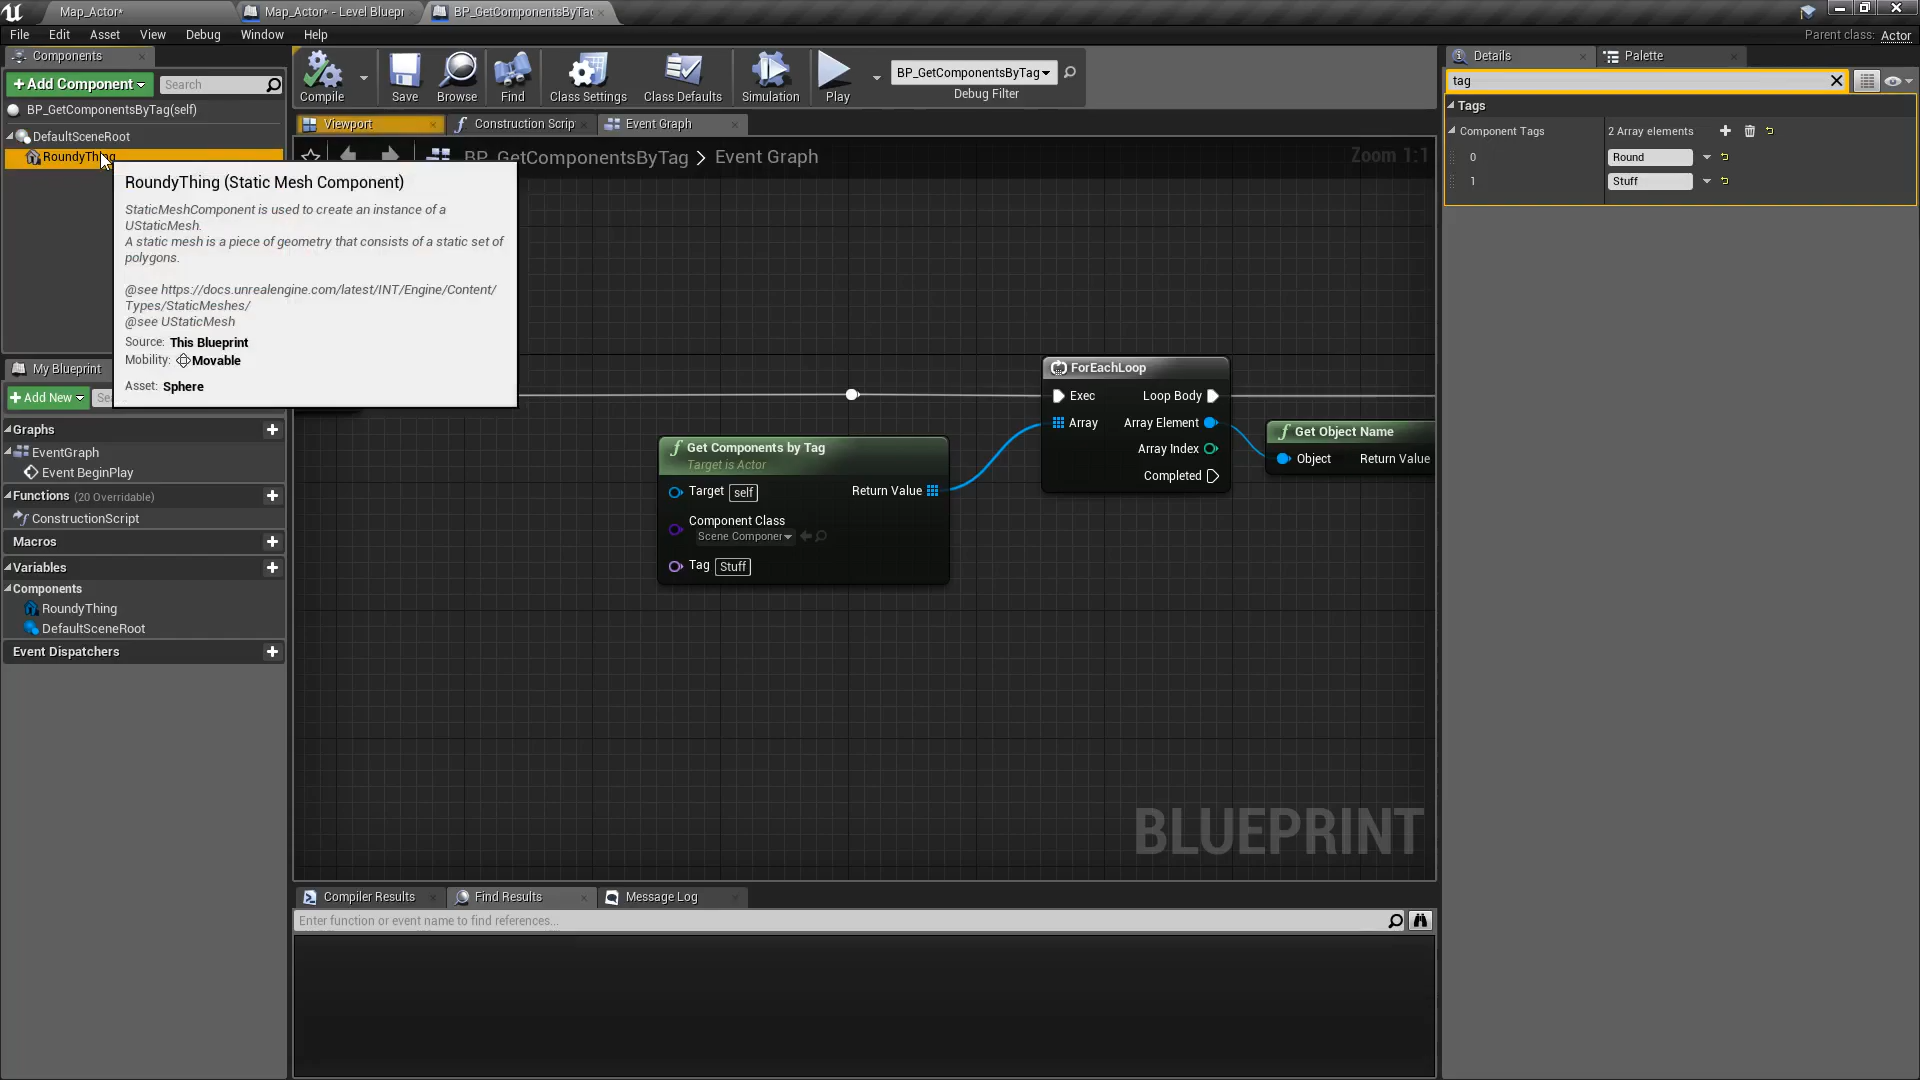 Map_Actor*
Map_Actor* - Level Bluepr
BP_GetComponentsByTag
File Edit Asset View Debug Window Help
Parent class: Actor
Components
+Add Component
Search
BP_GetComponentsByTag(self)
DefaultSceneRoot
RoundyThing
RoundyThing (Static Mesh Component)
StaticMeshComponent is used to create an instance of a
UStaticMesh.
A static mesh is a piece of geometry that consists of a static set of
polygons.
@see https://docs.unrealengine.com/latest/INT/Engine/Content/
Types/StaticMeshes/
@see UStaticMesh
Source: This Blueprint
Mobility: Movable
Asset: Sphere
My Blueprint
+Add New
Graphs
EventGraph
Event BeginPlay
Functions (20 Overridable)
ConstructionScript
Macros
Variables
Components
RoundyThing
DefaultSceneRoot
Event Dispatchers
Compile
Save
Browse
Find
Class Settings
Class Defaults
Simulation
Play
BP_GetComponentsByTag
Debug Filter
Viewport
Construction Scrip
Event Graph
BP_GetComponentsByTag > Event Graph
Zoom 1:1
Get Components by Tag
Target is Actor
Target self
Return Value
Component Class
Scene Componer
Tag Stuff
ForEachLoop
Exec
Loop Body
Array
Array Element
Array Index
Completed
Get Object Name
Object
Return Value
BLUEPRINT
Compiler Results
Find Results
Message Log
Enter function or event name to find references...
Details
Palette
tag
Tags
Component Tags
2 Array elements
0
Round
1
Stuff